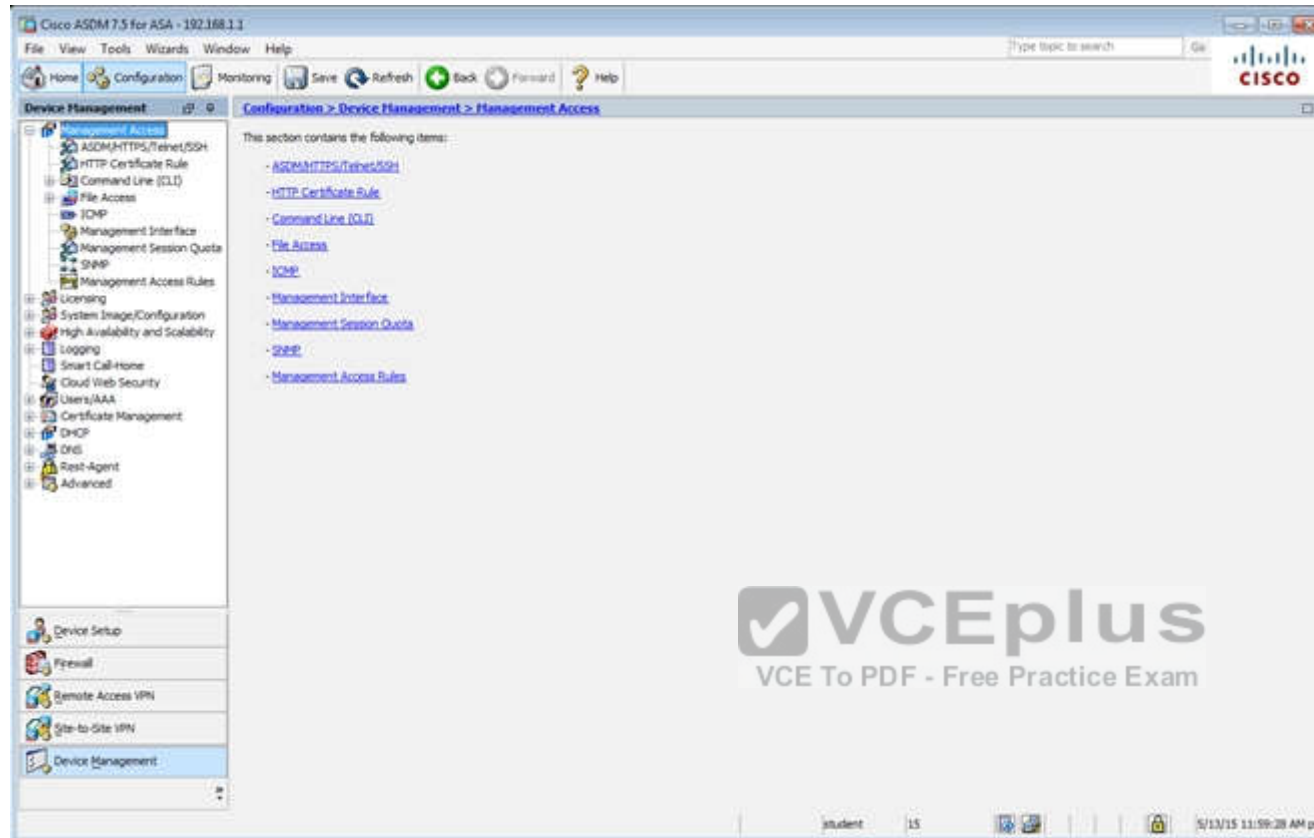 Cisco ASDM 7.5 for ASA - 192.168.1.1
File View Tools Wizards Window Help
Type topic to search Go
Home Configuration Monitoring Save Refresh Back Forward Help
CISCO
Device Management
Configuration > Device Management > Management Access
Management Access
ASDM/HTTPS/Telnet/SSH
HTTP Certificate Rule
Command Line (CLI)
File Access
ICMP
Management Interface
Management Session Quota
SNMP
Management Access Rules
Licensing
System Image/Configuration
High Availability and Scalability
Logging
Smart Call-Home
Cloud Web Security
Users/AAA
Certificate Management
DHCP
DNS
Rest-Agent
Advanced
This section contains the following items:
- ASDM/HTTPS/Telnet/SSH
- HTTP Certificate Rule
- Command Line (CLI)
- File Access
- ICMP
- Management Interface
- Management Session Quota
- SNMP
- Management Access Rules
Device Setup
Firewall
Remote Access VPN
Site-to-Site VPN
Device Management
VCEplus
VCE To PDF - Free Practice Exam
student 15 5/13/15 11:59:28 AM p